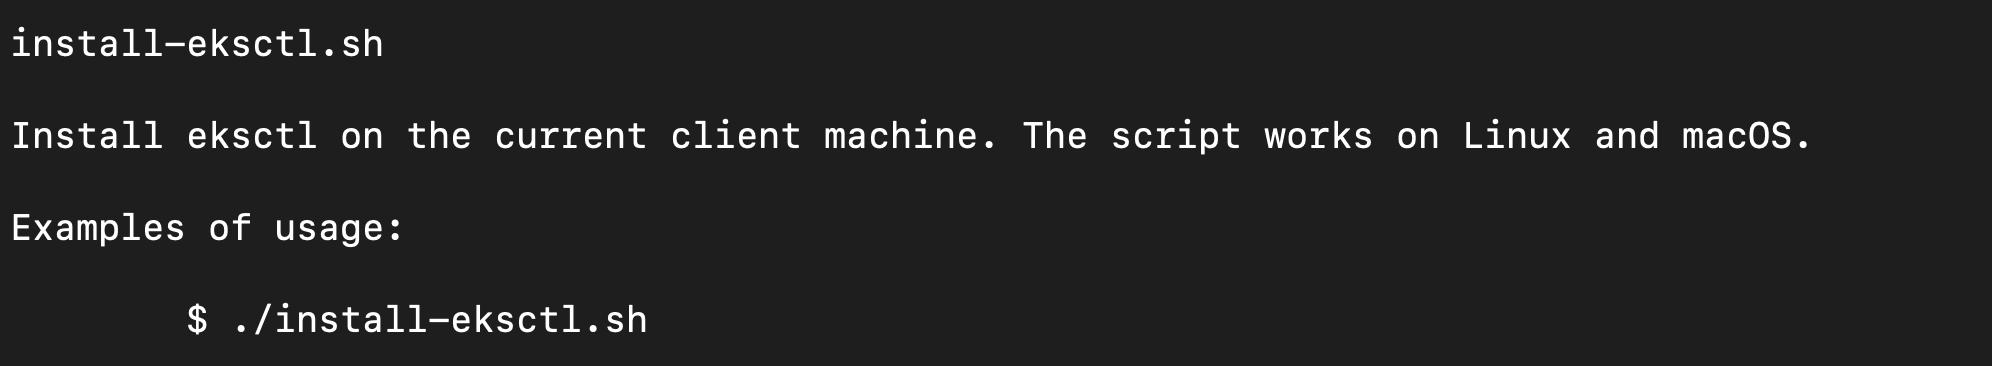 install-eksctl.sh
Install eksctl on the current client machine. The script works on Linux and macOS.
Examples of usage:
$ ./install-eksctl.sh